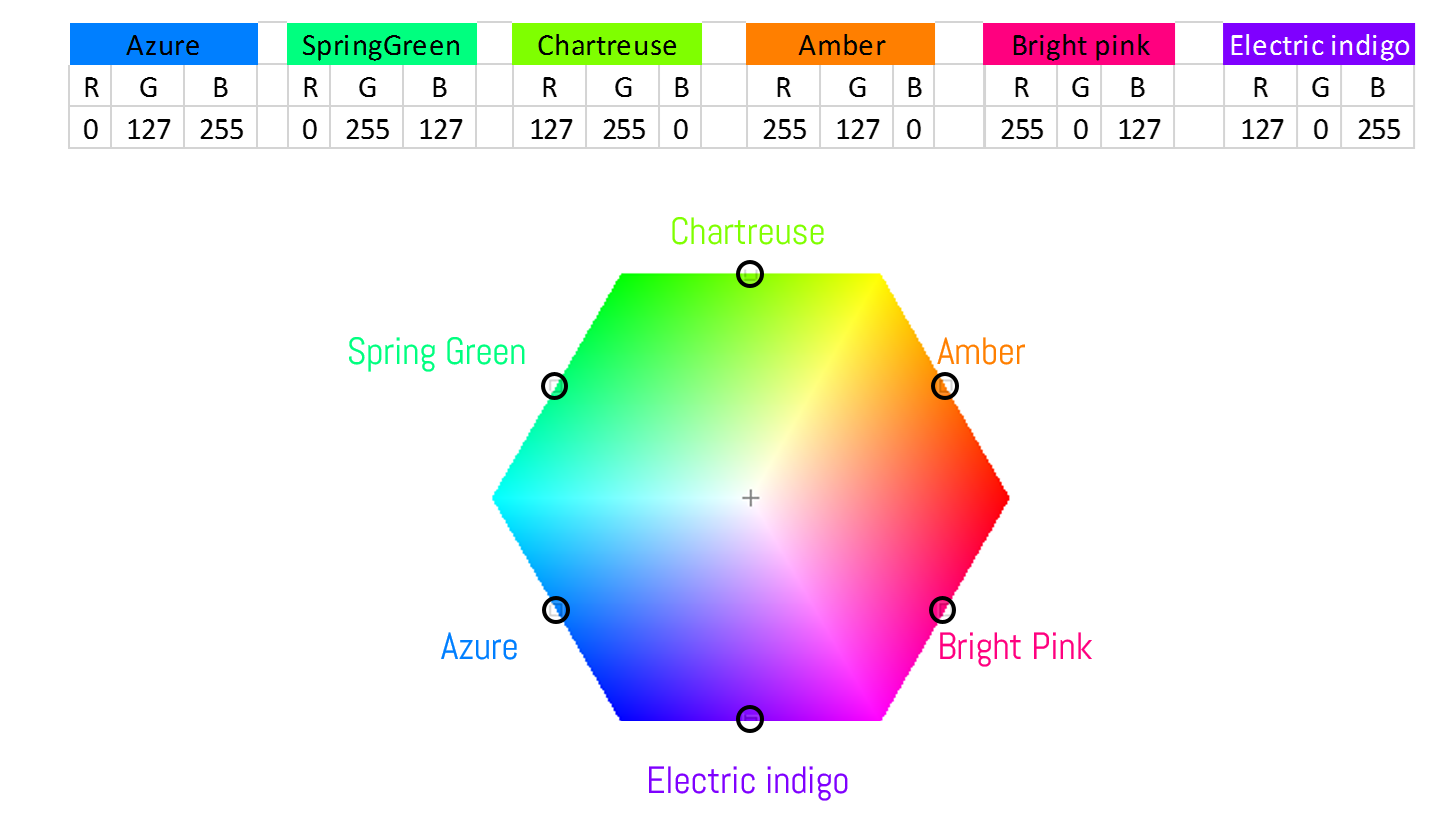 Azure SpringGreen Chartreuse Amber Bright pink Electric indigo
R G B R G B R G B R G B R G B R G B
0 127 255 0 255 127 127 255 0 255 127 0 255 0 127 127 0 255
Chartreuse
Spring Green Amber
Azure Bright Pink
Electric indigo